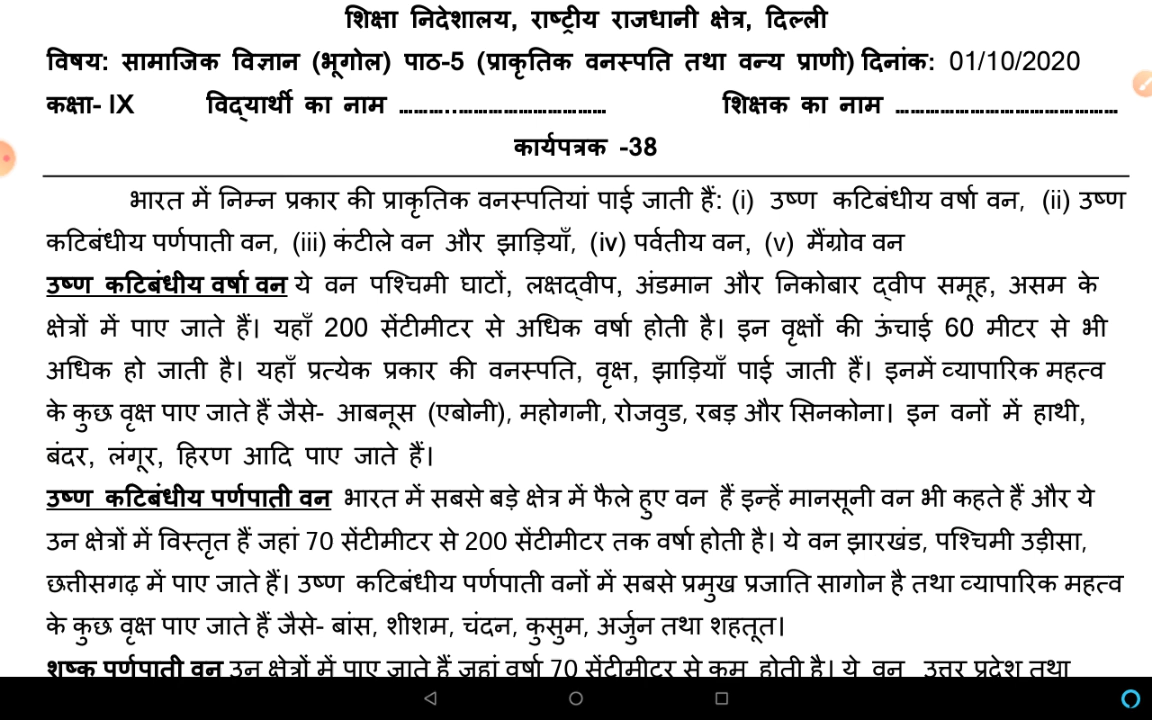 शिक्षा निदेशालय, राष्ट्रीय राजधानी क्षेत्र, दिल्ली
विषय: सामाजिक विज्ञान (भूगोल) पाठ-5 (प्राकृतिक वनस्पति तथा वन्य प्राणी) दिनांक: 01/10/2020
कक्षा- IX विद्यार्थी का नाम ................................... शिक्षक का नाम ...........................................
कार्यपत्रक -38
भारत में निम्न प्रकार की प्राकृतिक वनस्पतियां पाई जाती हैं: (i) उष्ण कटिबंधीय वर्षा वन, (ii) उष्ण
कटिबंधीय पर्णपाती वन, (iii) कंटीले वन और झाड़ियाँ, (iv) पर्वतीय वन, (v) मैंग्रोव वन
उष्ण कटिबंधीय वर्षा वन ये वन पश्चिमी घाटों, लक्षद्वीप, अंडमान और निकोबार द्वीप समूह, असम के
क्षेत्रों में पाए जाते हैं। यहाँ 200 सेंटीमीटर से अधिक वर्षा होती है। इन वृक्षों की ऊंचाई 60 मीटर से भी
अधिक हो जाती है। यहाँ प्रत्येक प्रकार की वनस्पति, वृक्ष, झाड़ियाँ पाई जाती हैं। इनमें व्यापारिक महत्व
के कुछ वृक्ष पाए जाते हैं जैसे- आबनूस (एबोनी), महोगनी, रोजवुड, रबड़ और सिनकोना। इन वनों में हाथी,
बंदर, लंगूर, हिरण आदि पाए जाते हैं।
उष्ण कटिबंधीय पर्णपाती वन भारत में सबसे बड़े क्षेत्र में फैले हुए वन हैं इन्हें मानसूनी वन भी कहते हैं और ये
उन क्षेत्रों में विस्तृत हैं जहां 70 सेंटीमीटर से 200 सेंटीमीटर तक वर्षा होती है। ये वन झारखंड, पश्चिमी उड़ीसा,
छत्तीसगढ़ में पाए जाते हैं। उष्ण कटिबंधीय पर्णपाती वनों में सबसे प्रमुख प्रजाति सागोन है तथा व्यापारिक महत्व
के कुछ वृक्ष पाए जाते हैं जैसे- बांस, शीशम, चंदन, कुसुम, अर्जुन तथा शहतूत।
शुष्क पर्णपाती वन उन क्षेत्रों में पाए जाते हैं जहां वर्षा 70 सेंटीमीटर से कम होती है। ये वन उत्तर प्रदेश तथा